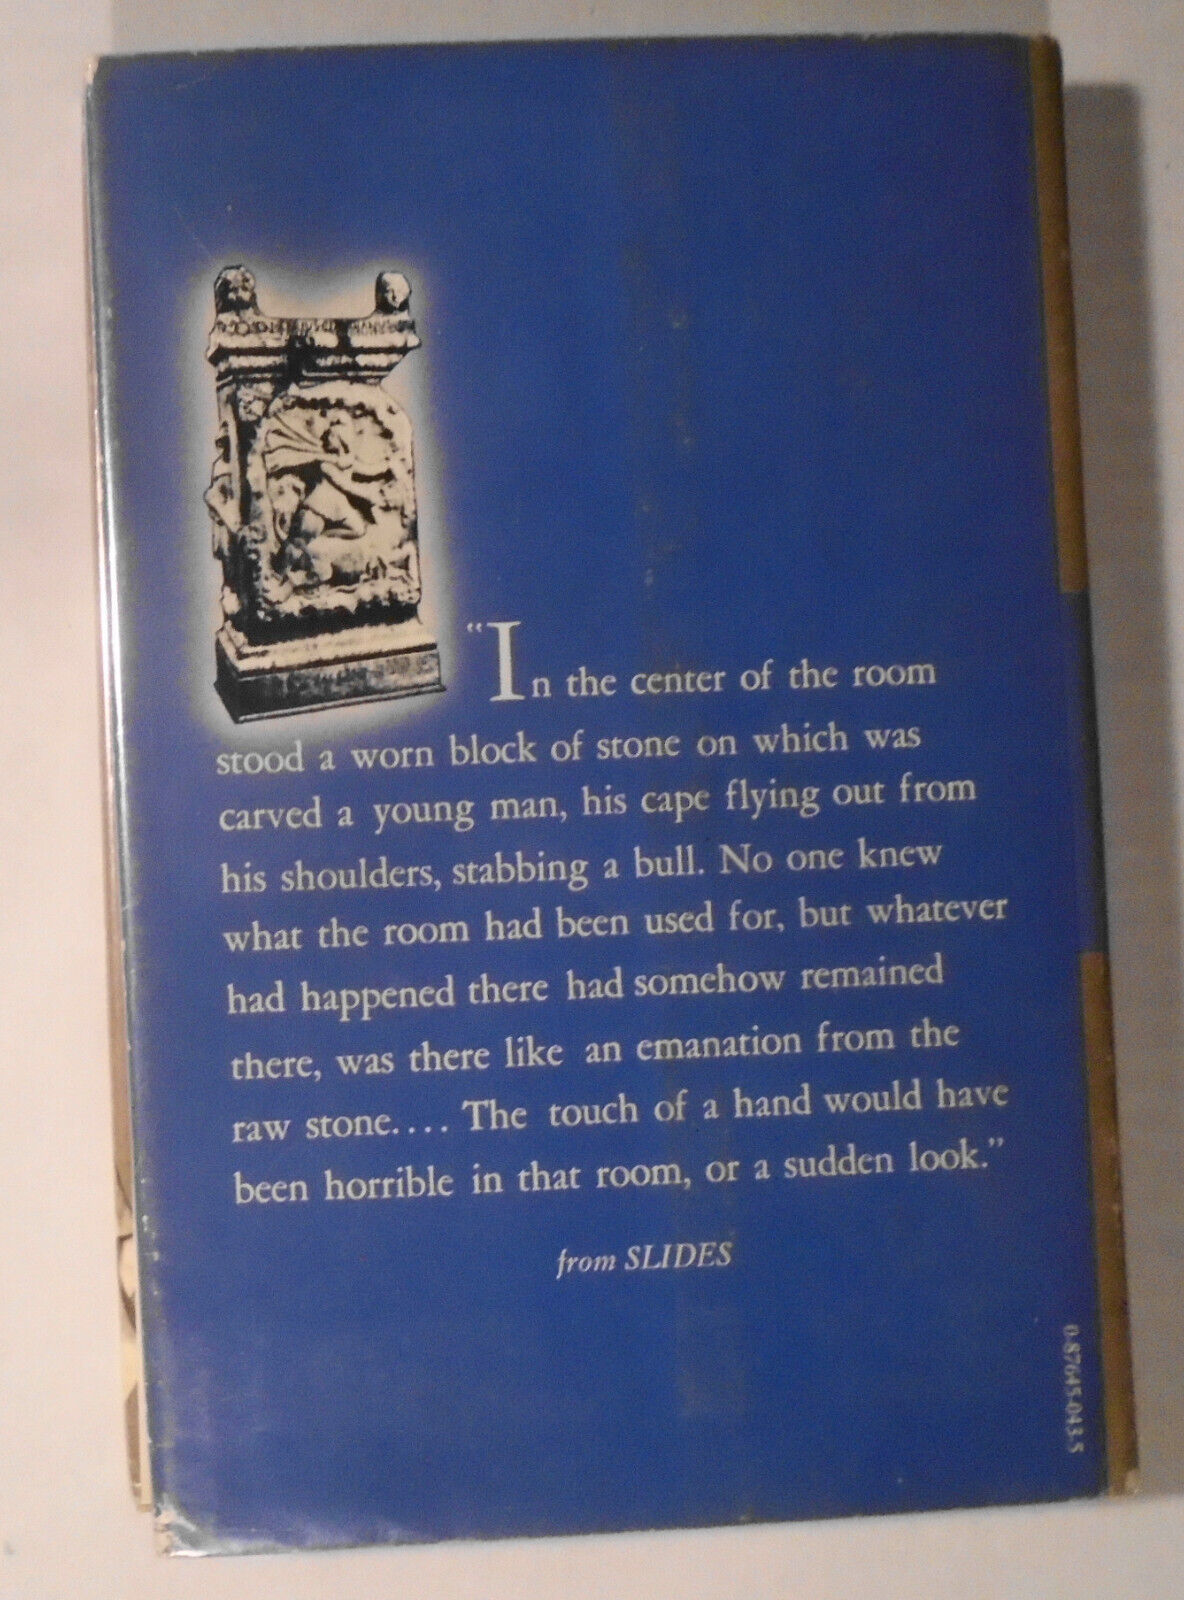 "In the center of the room
stood a worn block of stone on which was
carved a young man, his cape flying out from
his shoulders, stabbing a bull. No one knew
what the room had been used for, but whatever
had happened there had somehow remained
there, was there like an emanation from the
raw stone.... The touch of a hand would have
been horrible in that room, or a sudden look."
from SLIDES
0-87645-043-5